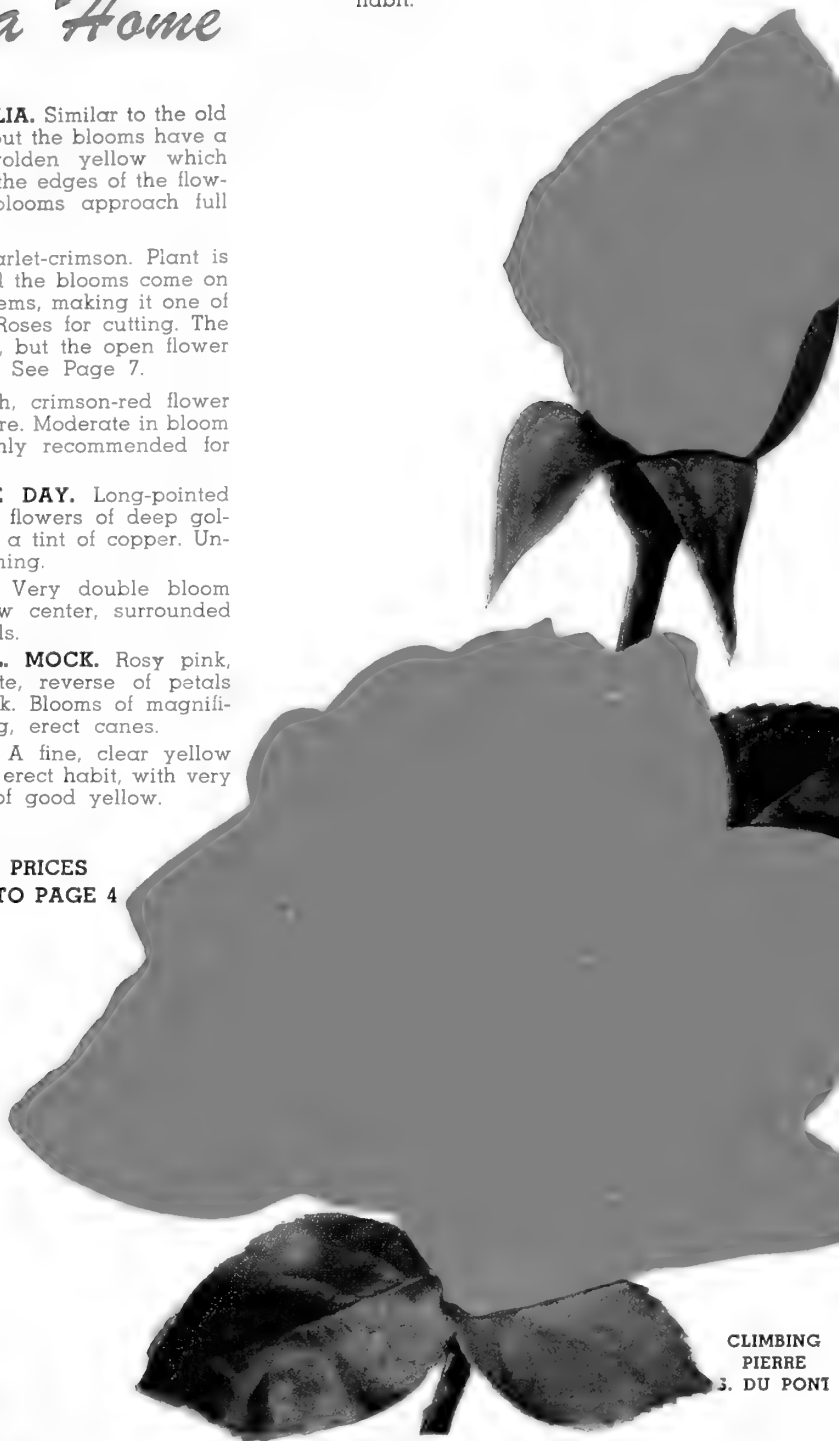 a Home
habit.
LIA. Similar to the old
but the blooms have a
olden yellow which
the edges of the flow-
blooms approach full
arlet-crimson. Plant is
l the blooms come on
ems, making it one of
Roses for cutting. The
, but the open flower
See Page 7.
h, crimson-red flower
re. Moderate in bloom
nly recommended for
E DAY. Long-pointed
flowers of deep gol-
a tint of copper. Un-
ning.
Very double bloom
w center, surrounded
ls.
L. MOCK. Rosy pink,
te, reverse of petals
k. Blooms of magnifi-
g, erect canes.
A fine, clear yellow
erect habit, with very
of good yellow.
PRICES
TO PAGE 4
CLIMBING
PIERRE
S. DU PONT